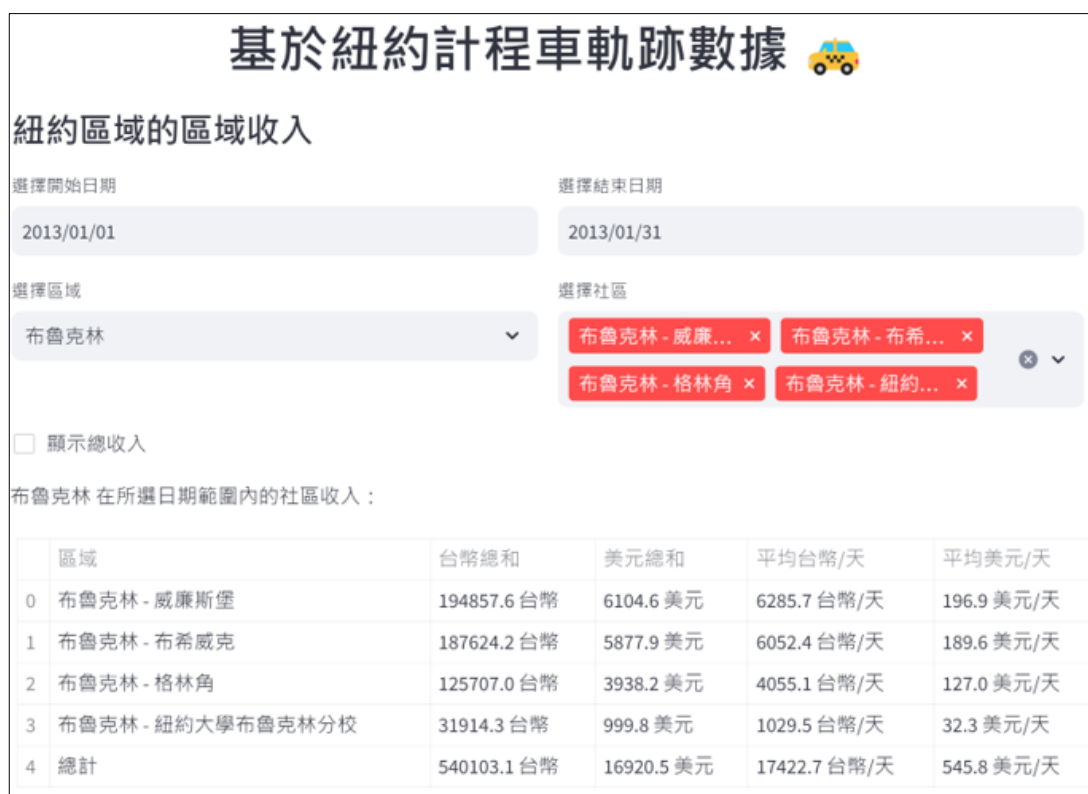 基於紐約計程車軌跡數據 🚕
紐約區域的區域收入
選擇開始日期 選擇結束日期
2013/01/01 2013/01/31
選擇區域 選擇社區
布魯克林 布魯克林 - 威廉... × 布魯克林 - 布希... ×
布魯克林 - 格林角 × 布魯克林 - 紐約... ×
顯示總收入
布魯克林 在所選日期範圍內的社區收入：
區域 台幣總和 美元總和 平均台幣/天 平均美元/天
0 布魯克林 - 威廉斯堡 194857.6 台幣 6104.6 美元 6285.7 台幣/天 196.9 美元/天
1 布魯克林 - 布希威克 187624.2 台幣 5877.9 美元 6052.4 台幣/天 189.6 美元/天
2 布魯克林 - 格林角 125707.0 台幣 3938.2 美元 4055.1 台幣/天 127.0 美元/天
3 布魯克林 - 紐約大學布魯克林分校 31914.3 台幣 999.8 美元 1029.5 台幣/天 32.3 美元/天
4 總計 540103.1 台幣 16920.5 美元 17422.7 台幣/天 545.8 美元/天